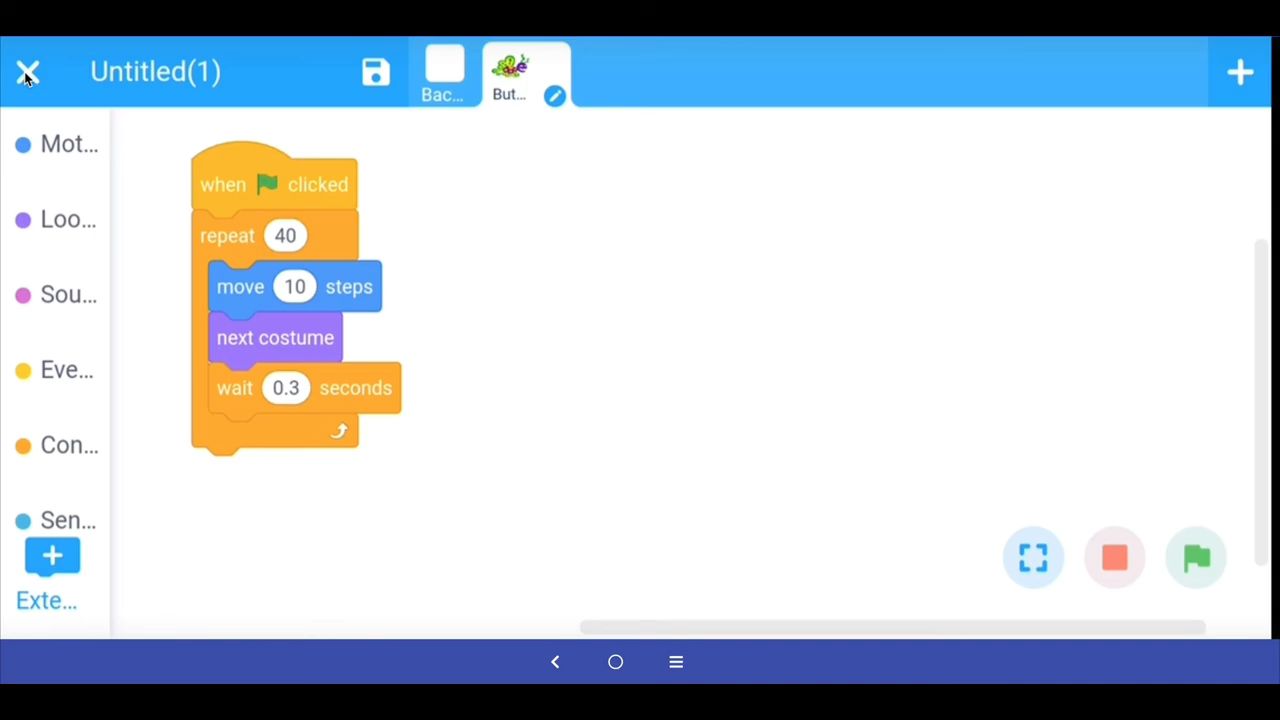 Untitled(1)
Bac...
But...
Mot...
Loo...
Sou...
Eve...
Con...
Sen...
Exte...
when clicked
repeat 40
move 10 steps
next costume
wait 0.3 seconds